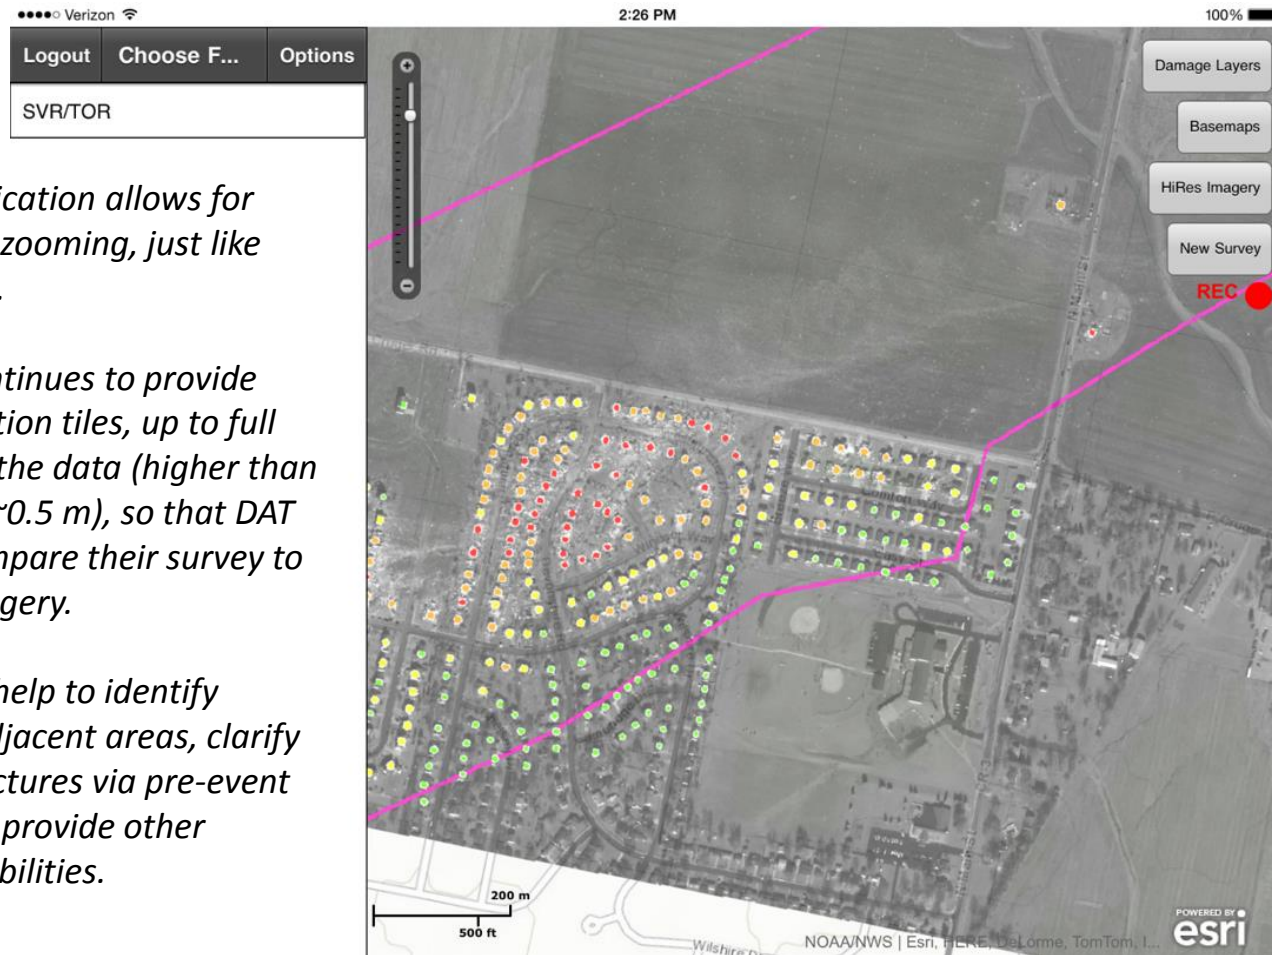 Verizon
2:26 PM
100%
Logout
Choose F...
Options
SVR/TOR
ication allows for
zooming, just like
.
ntinues to provide
tion tiles, up to full
the data (higher than
~0.5 m), so that DAT
mpare their survey to
agery.
help to identify
djacent areas, clarify
ctures via pre-event
provide other
bilities.
Damage Layers
Basemaps
HiRes Imagery
New Survey
REC
200 m
500 ft
NOAA/NWS | Esri, HERE, DeLorme, TomTom, I...
POWERED BY
esri